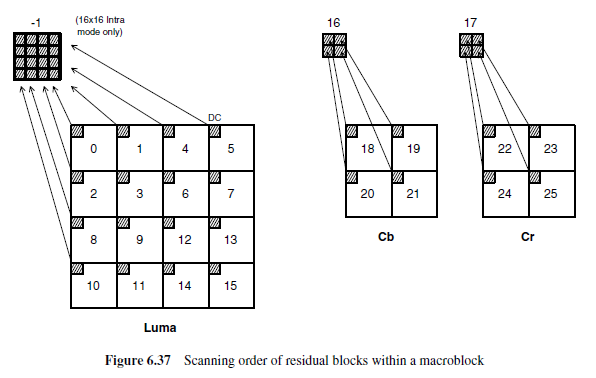 -1 (16x16 Intra
mode only)
16 17
DC
0 1 4 5
2 3 6 7
8 9 12 13
10 11 14 15
Luma
18 19
20 21
Cb
22 23
24 25
Cr
Figure 6.37 Scanning order of residual blocks within a macroblock